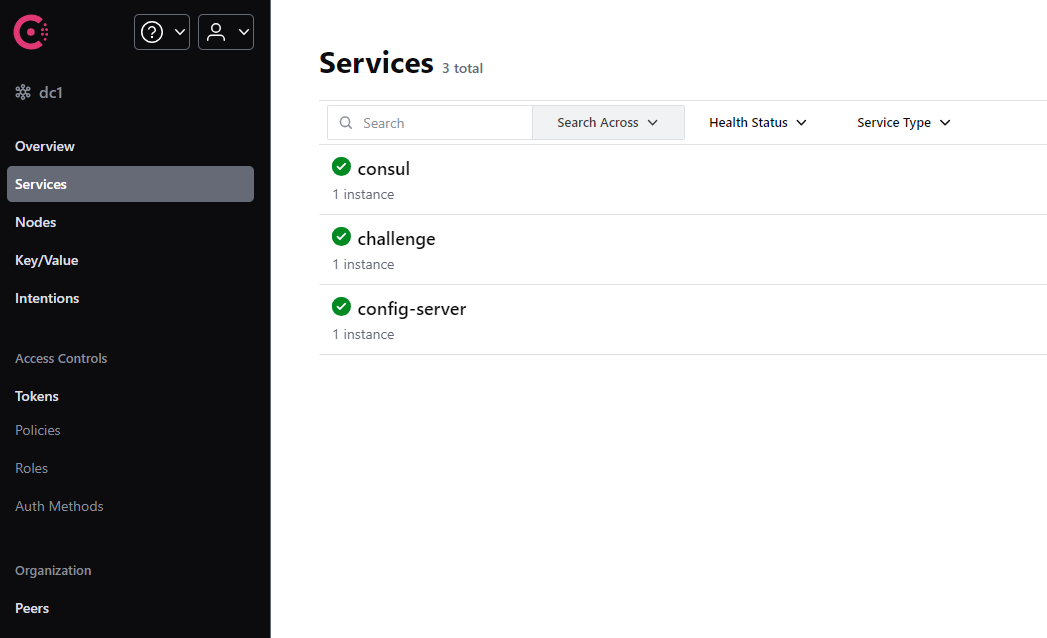 dc1
Overview
Services
Nodes
Key/Value
Intentions
Access Controls
Tokens
Policies
Roles
Auth Methods
Organization
Peers
Services 3 total
Search Search Across Health Status Service Type
consul
1 instance
challenge
1 instance
config-server
1 instance